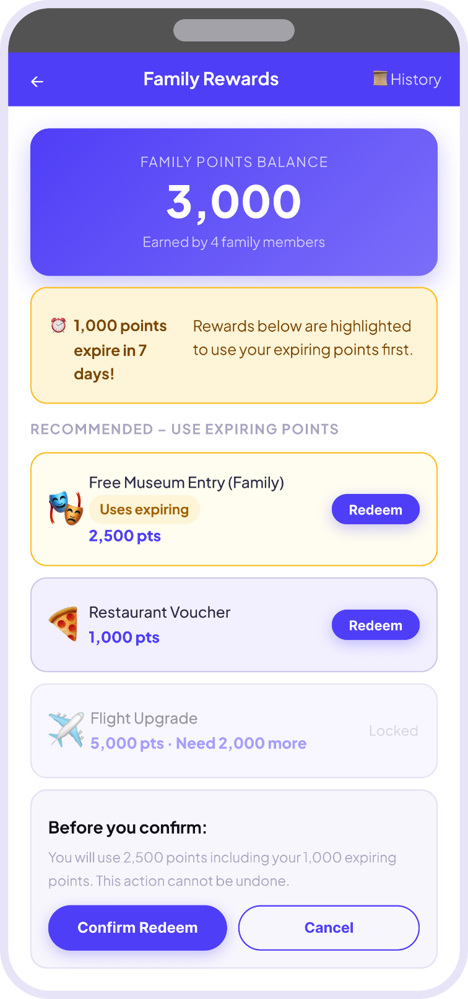 Family Rewards
History
FAMILY POINTS BALANCE
3,000
Earned by 4 family members
1,000 points
expire in 7
days!
Rewards below are highlighted
to use your expiring points first.
RECOMMENDED – USE EXPIRING POINTS
Free Museum Entry (Family)
Uses expiring
2,500 pts
Redeem
Restaurant Voucher
1,000 pts
Redeem
Flight Upgrade
5,000 pts · Need 2,000 more
Locked
Before you confirm:
You will use 2,500 points including your 1,000 expiring
points. This action cannot be undone.
Confirm Redeem
Cancel